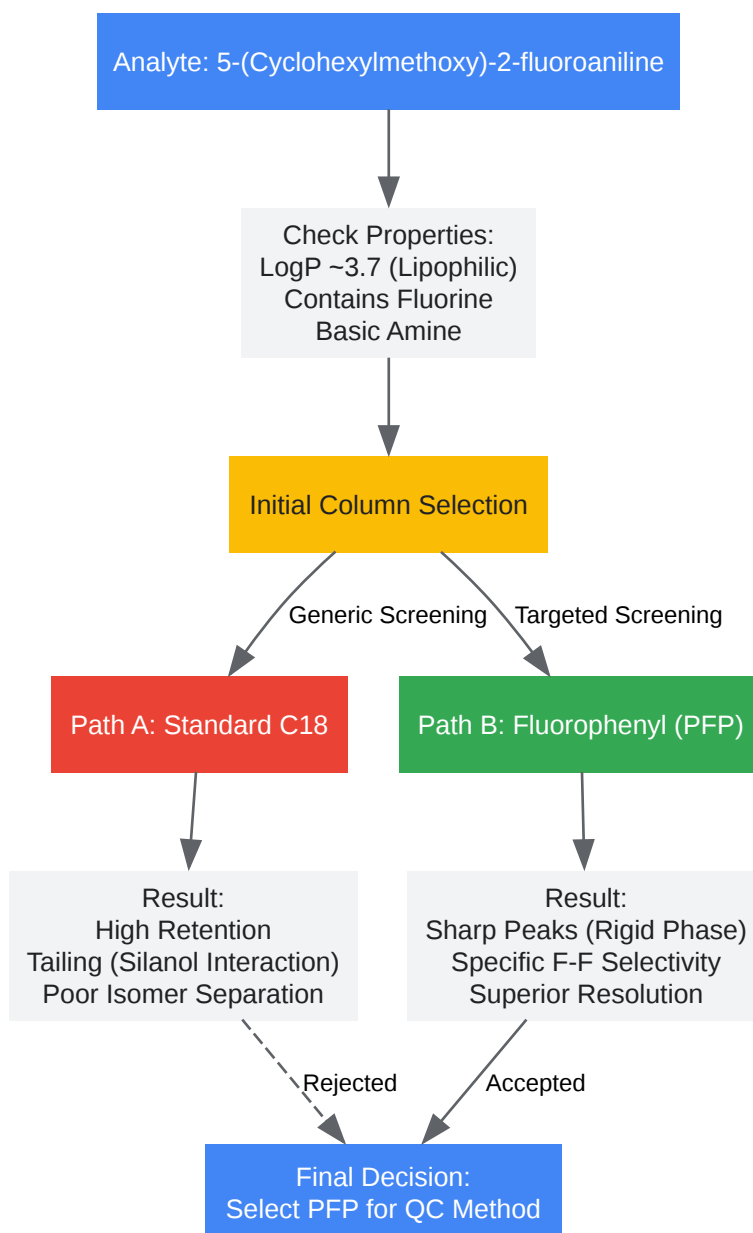 Analyte: 5-(Cyclohexylmethoxy)-2-fluoroaniline
Check Properties:
LogP ~3.7 (Lipophilic)
Contains Fluorine
Basic Amine
Initial Column Selection
Generic Screening
Targeted Screening
Path A: Standard C18
Path B: Fluorophenyl (PFP)
Result:
High Retention
Tailing (Silanol Interaction)
Poor Isomer Separation
Result:
Sharp Peaks (Rigid Phase)
Specific F-F Selectivity
Superior Resolution
Rejected
Accepted
Final Decision:
Select PFP for QC Method